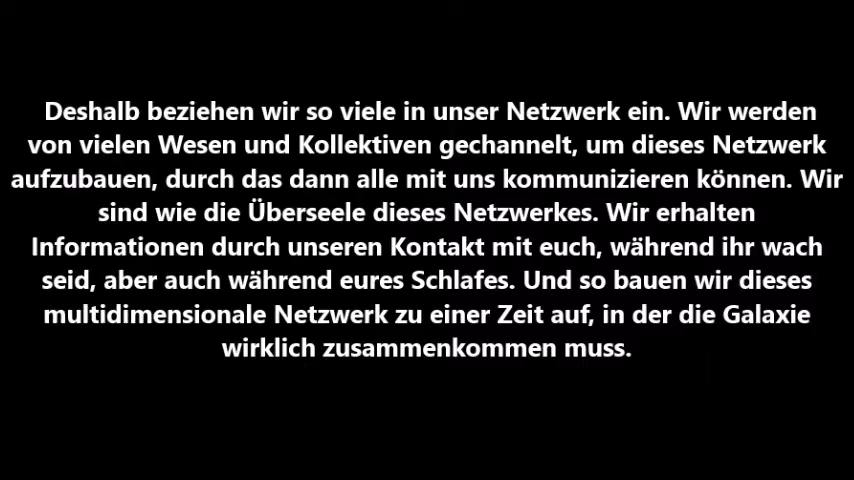 Deshalb beziehen wir so viele in unser Netzwerk ein. Wir werden
von vielen Wesen und Kollektiven gechannelt, um dieses Netzwerk
aufzubauen, durch das dann alle mit uns kommunizieren können. Wir
sind wie die Überseele dieses Netzwerkes. Wir erhalten
Informationen durch unseren Kontakt mit euch, während ihr wach
seid, aber auch während eures Schlafes. Und so bauen wir dieses
multidimensionale Netzwerk zu einer Zeit auf, in der die Galaxie
wirklich zusammenkommen muss.